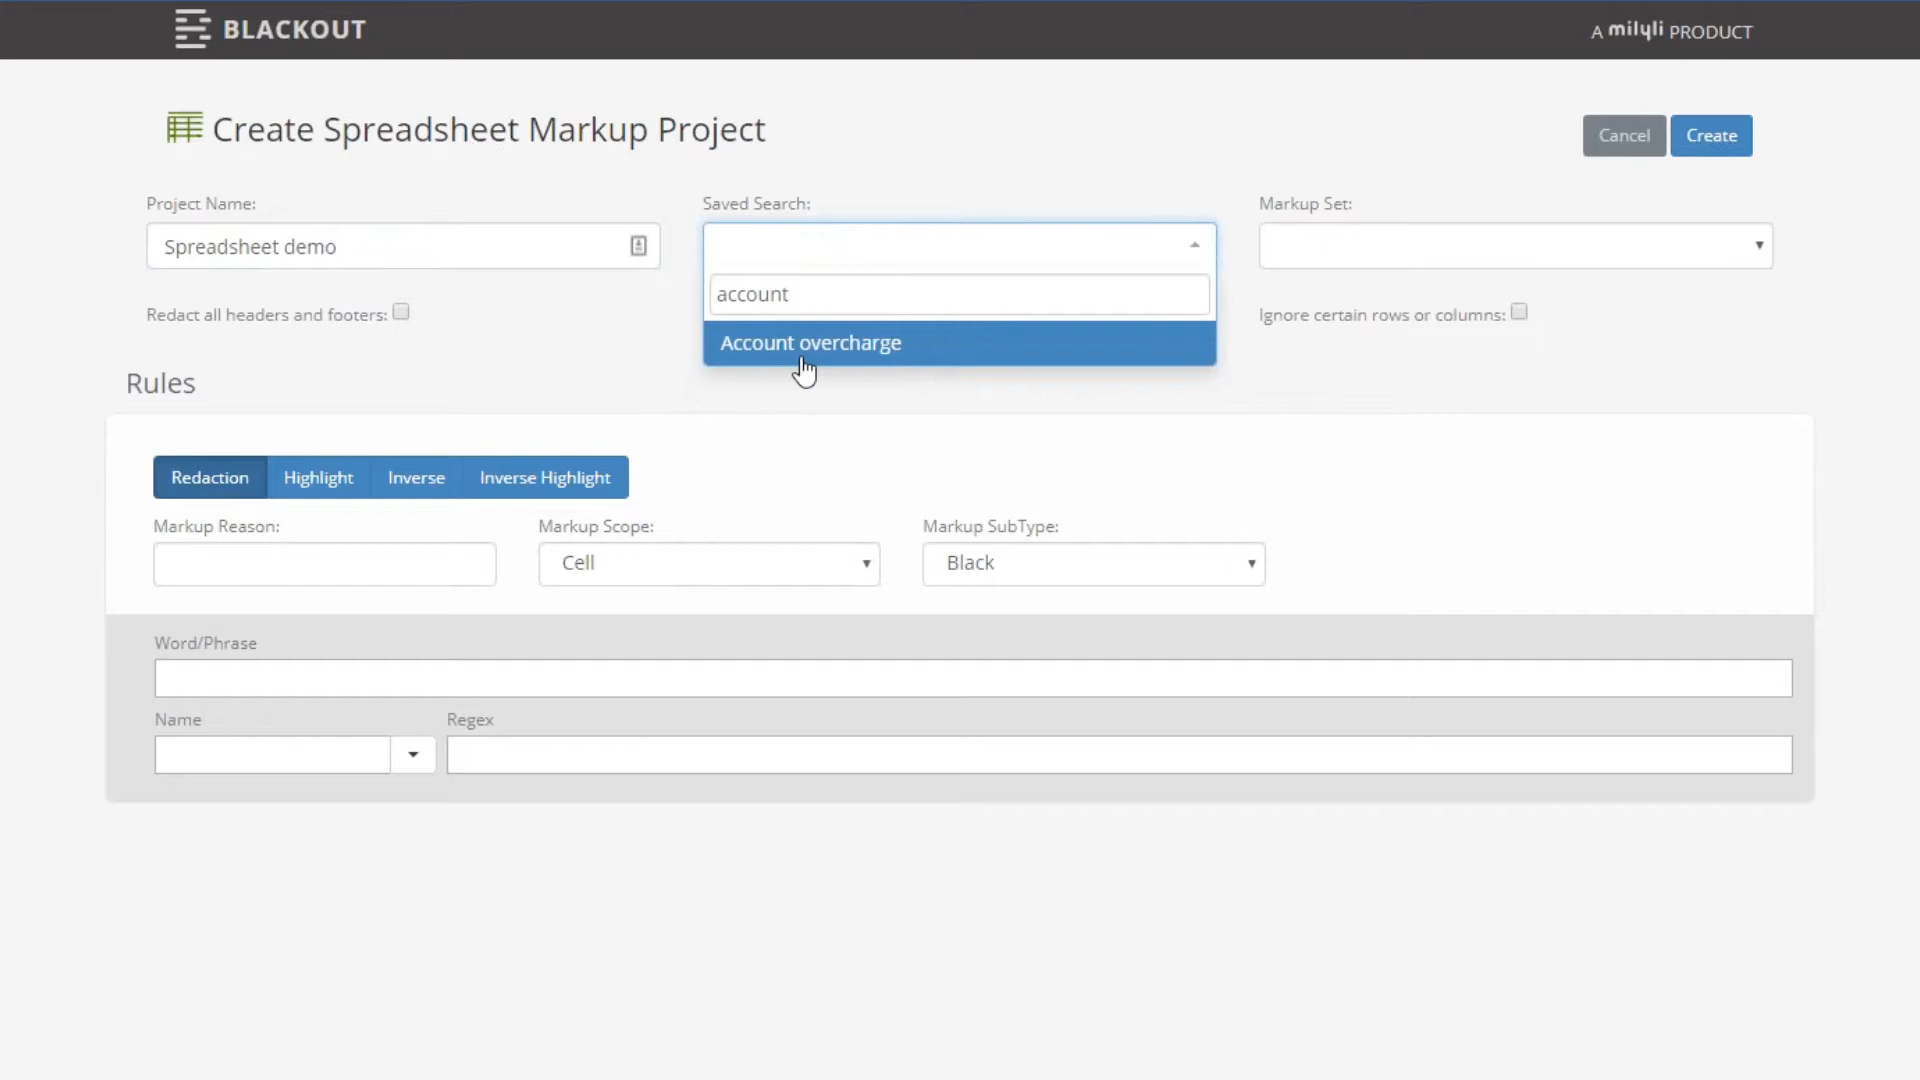 BLACKOUT
A milyli PRODUCT
Create Spreadsheet Markup Project
Cancel
Create
Project Name:
Saved Search:
Markup Set:
Spreadsheet demo
account
Account overcharge
Redact all headers and footers:
Ignore certain rows or columns:
Rules
Redaction
Highlight
Inverse
Inverse Highlight
Markup Reason:
Markup Scope:
Markup SubType:
Cell
Black
Word/Phrase
Name
Regex